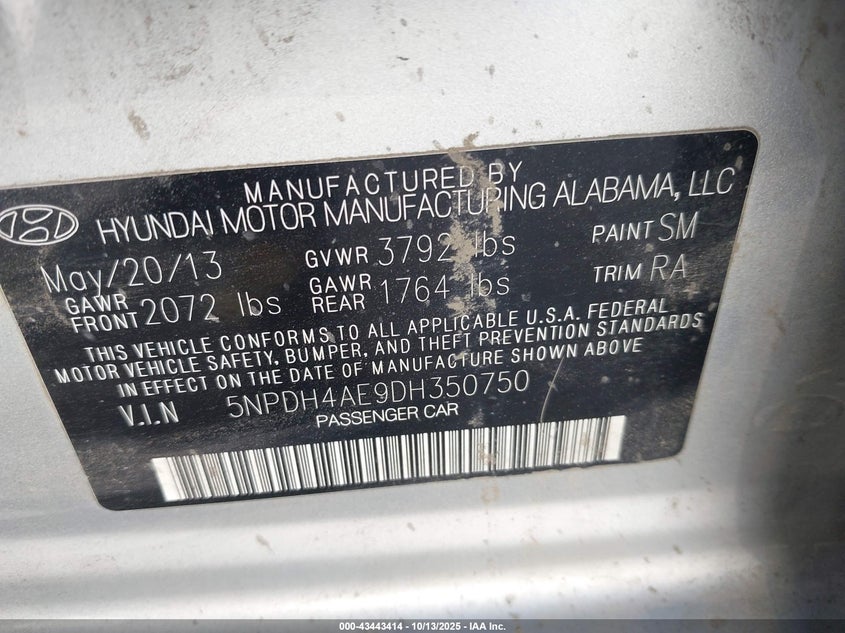 MANUFACTURED BY
HYUNDAI MOTOR MANUFACTURING ALABAMA, LLC
May/20/13 GVWR 3792 lbs PAINT SM
GAWR FRONT 2072 lbs GAWR REAR 1764 lbs TRIM RA
THIS VEHICLE CONFORMS TO ALL APPLICABLE U.S.A. FEDERAL
MOTOR VEHICLE SAFETY, BUMPER, AND THEFT PREVENTION STANDARDS
IN EFFECT ON THE DATE OF MANUFACTURE SHOWN ABOVE
V.I.N 5NPDH4AE9DH350750
PASSENGER CAR
000-43443414 | 10/13/2025 - IAA Inc.